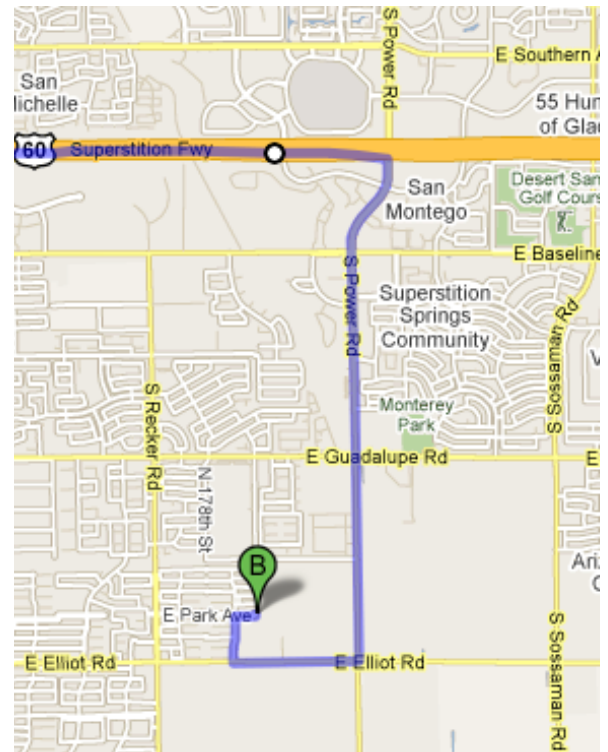 E Southern A
San
Michelle
S Power Rd
55 Hun
of Glad
60
Superstition Fwy
San
Montego
Desert San
Golf Cours
E Baseline
S Power Rd
Superstition
Springs
Community
S Sossaman Rd
V
S Recker Rd
Monterey
Park
E Guadalupe Rd
E
N 178th St
B
Ariz
C
E Park Ave
S Sossaman Rd
E Elliot Rd
E Elliot Rd